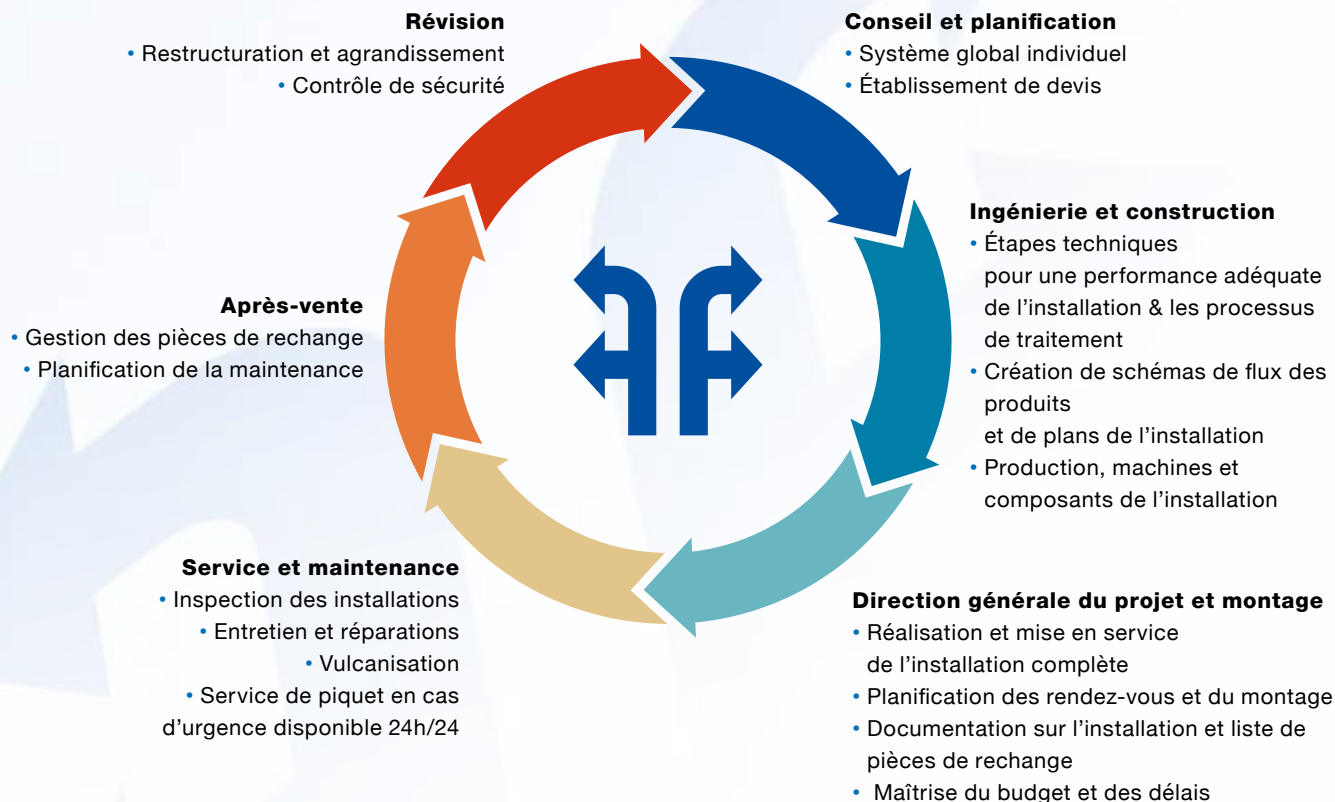 Révision
• Restructuration et agrandissement
• Contrôle de sécurité
Conseil et planification
• Système global individuel
• Établissement de devis
Ingénierie et construction
• Étapes techniques
pour une performance adéquate
de l'installation & les processus
de traitement
• Création de schémas de flux des
produits
et de plans de l'installation
• Production, machines et
composants de l'installation
Après-vente
• Gestion des pièces de rechange
• Planification de la maintenance
Service et maintenance
• Inspection des installations
• Entretien et réparations
• Vulcanisation
• Service de piquet en cas
d'urgence disponible 24h/24
Direction générale du projet et montage
• Réalisation et mise en service
de l'installation complète
• Planification des rendez-vous et du montage
• Documentation sur l'installation et liste de
pièces de rechange
• Maîtrise du budget et des délais